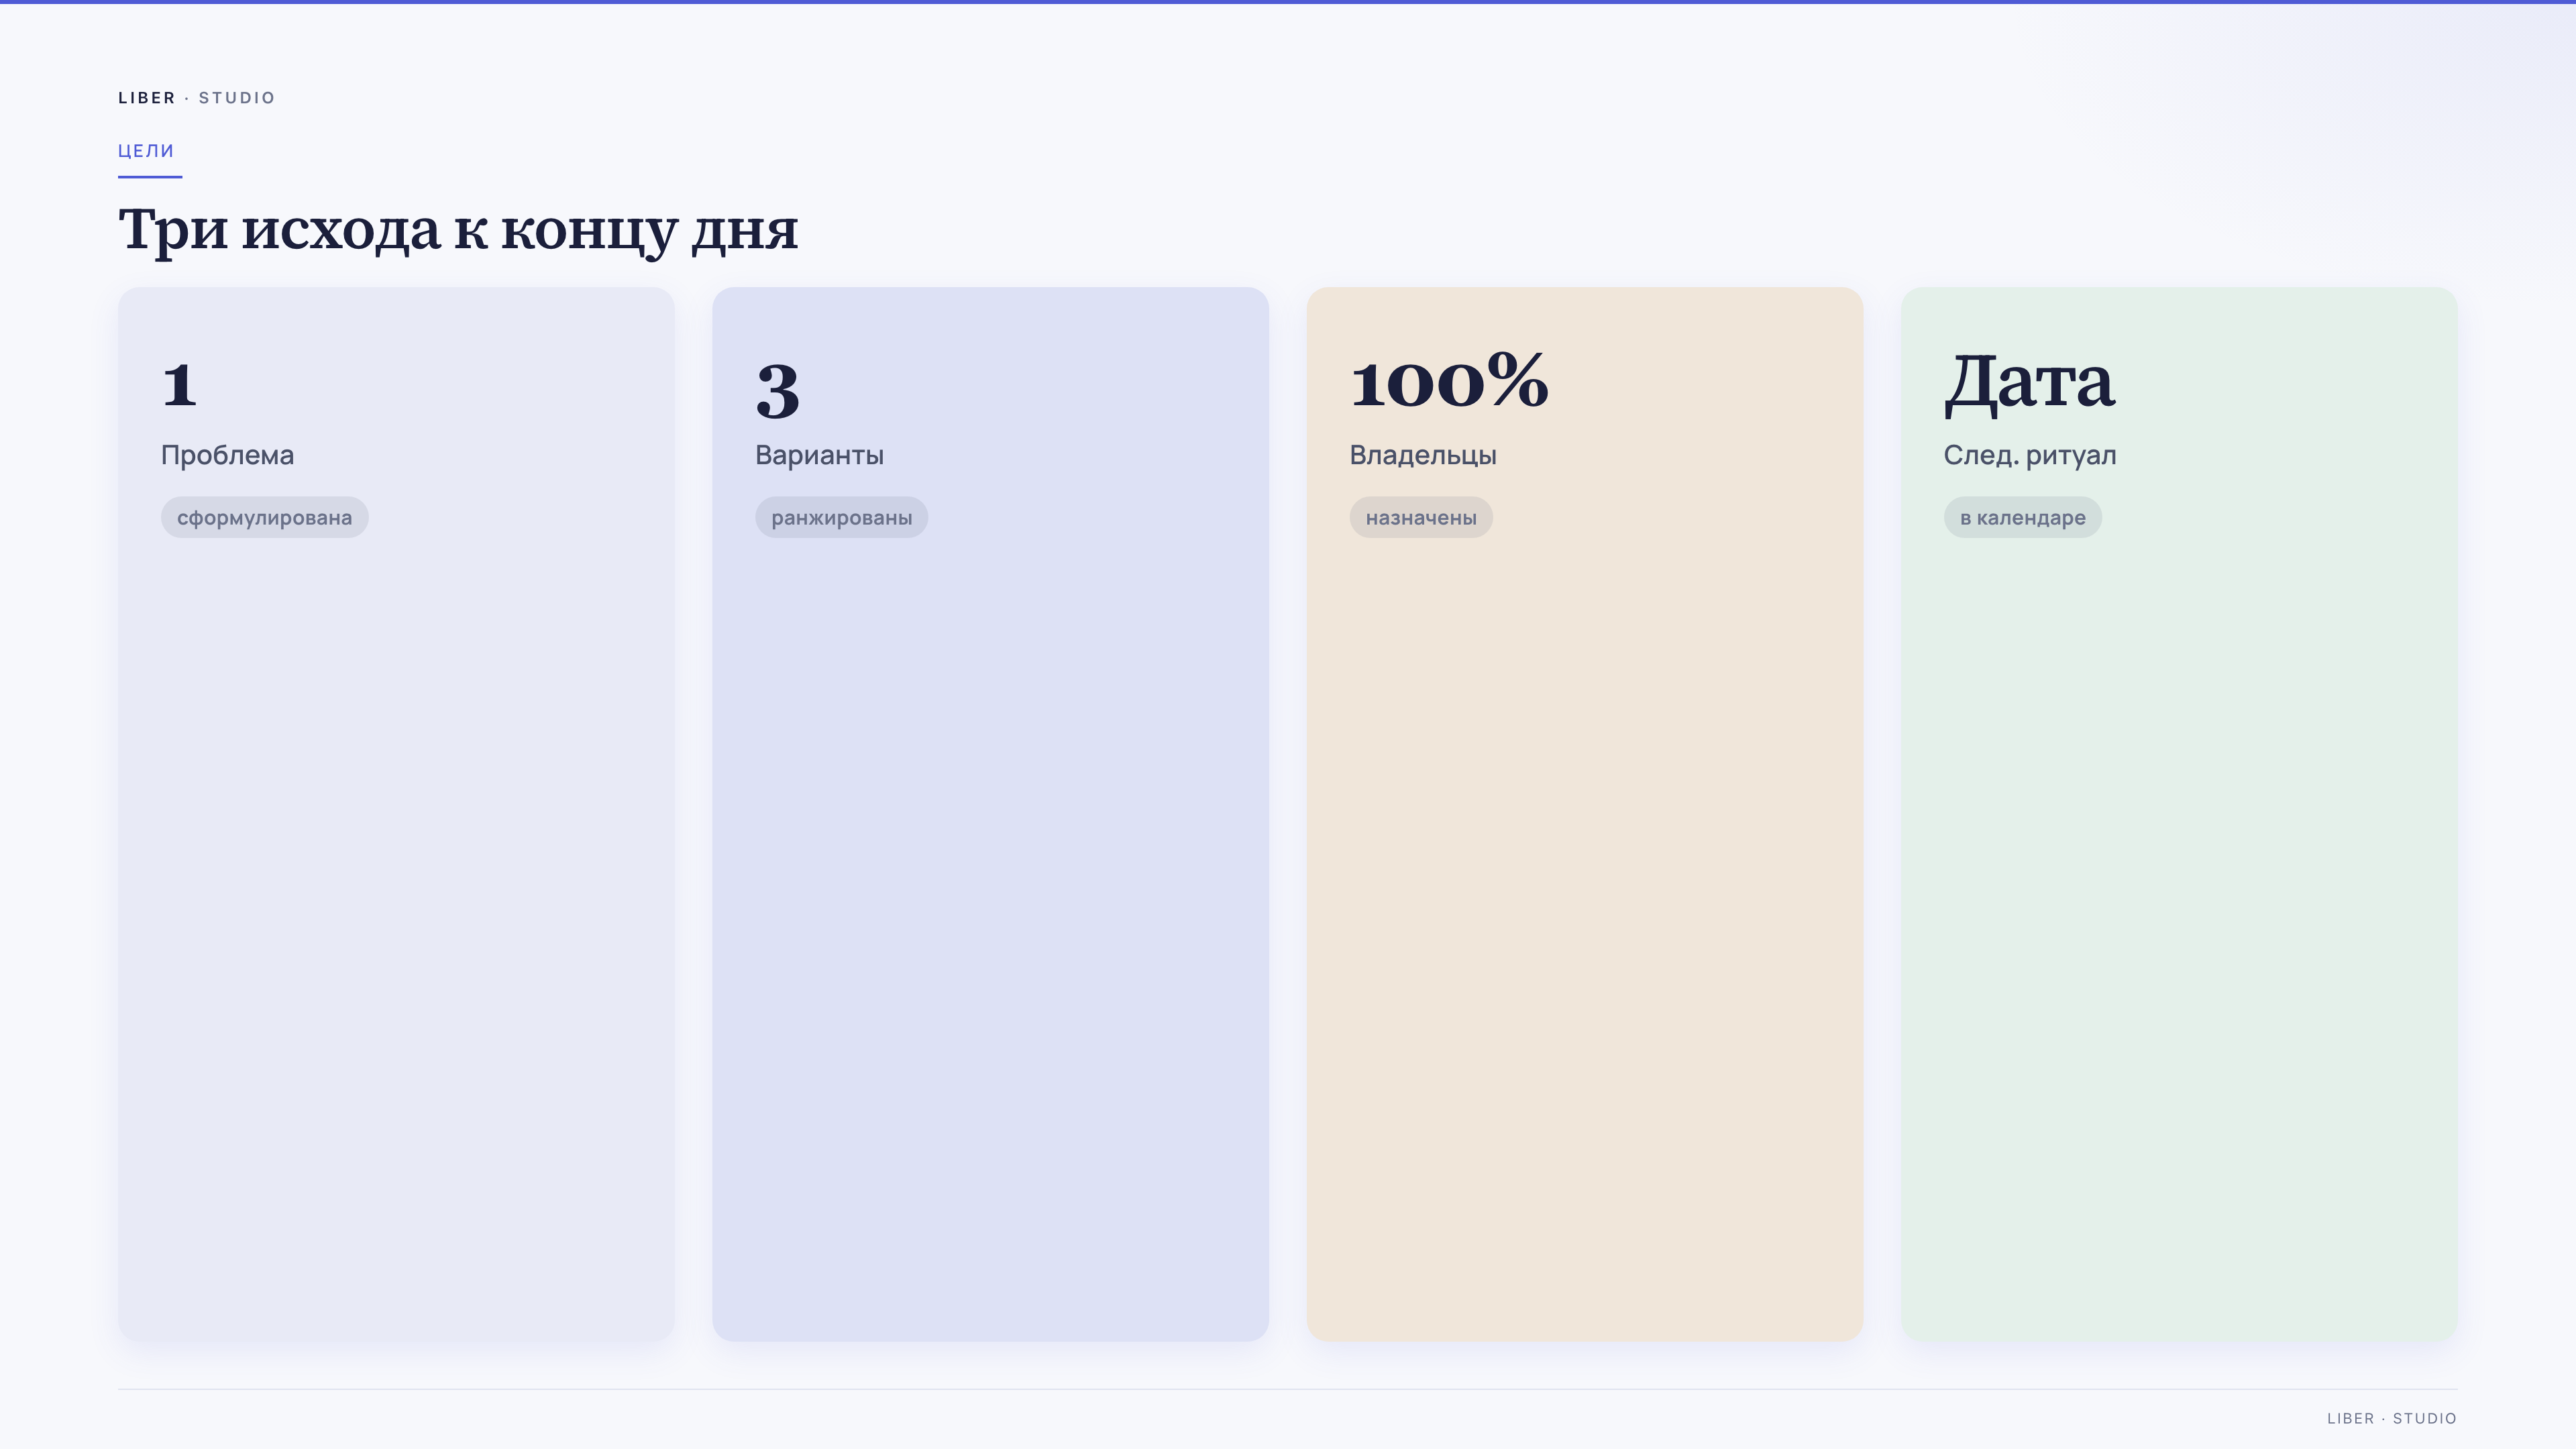 LIBER · STUDIO
ЦЕЛИ
Три исхода к концу дня
1
Проблема
сформулирована
3
Варианты
ранжированы
100%
Владельцы
назначены
Дата
След. ритуал
в календаре
LIBER · STUDIO